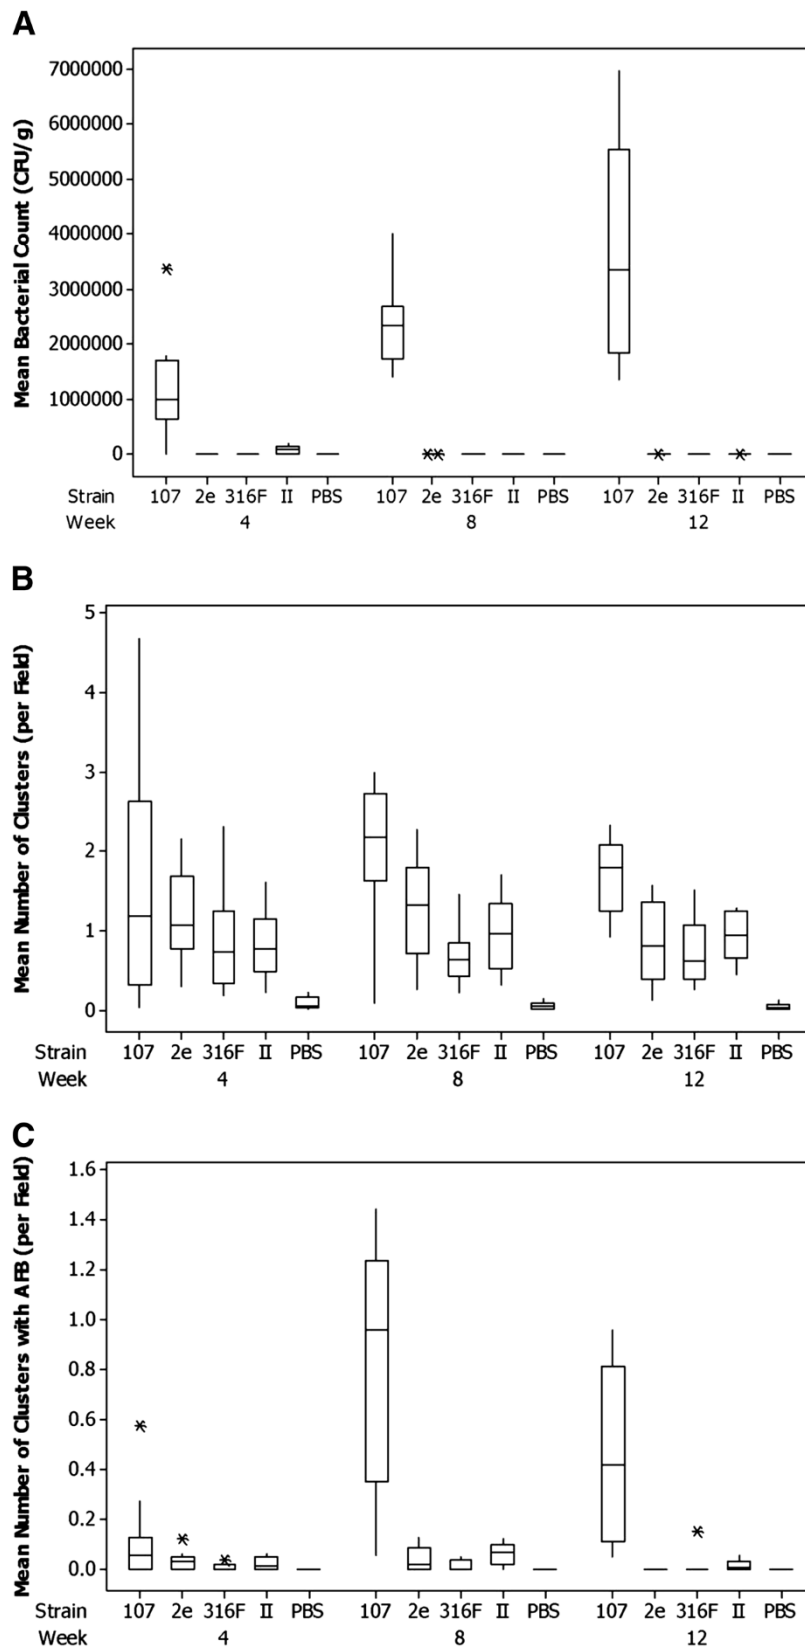 A
Mean Bacterial Count (CFU/g)
7000000
6000000
5000000
4000000
3000000
2000000
1000000
0
Strain 107 2e 316F II PBS 107 2e 316F II PBS 107 2e 316F II PBS
Week 4 8 12
B
Mean Number of Clusters (per Field)
5
4
3
2
1
0
Strain 107 2e 316F II PBS 107 2e 316F II PBS 107 2e 316F II PBS
Week 4 8 12
C
Mean Number of Clusters with AFB (per Field)
1.6
1.4
1.2
1.0
0.8
0.6
0.4
0.2
0.0
Strain 107 2e 316F II PBS 107 2e 316F II PBS 107 2e 316F II PBS
Week 4 8 12